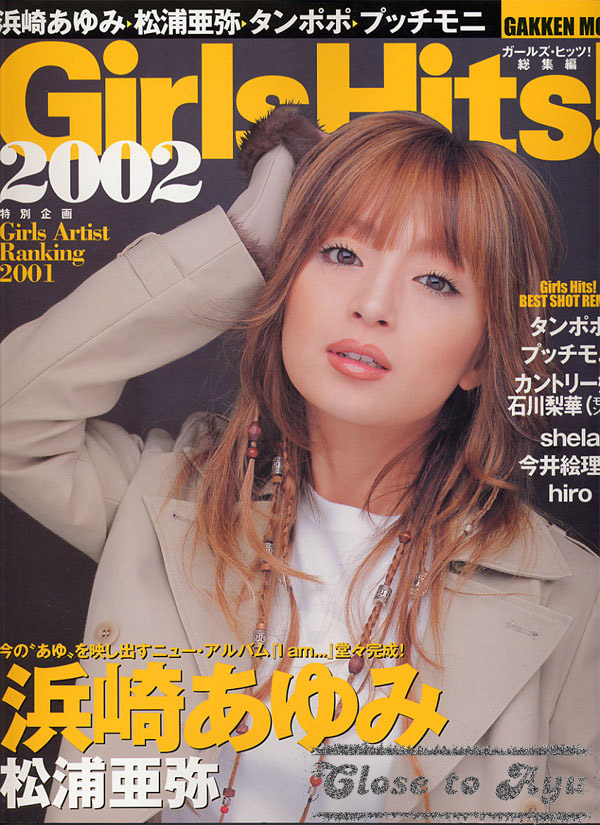 浜崎あゆみ▶松浦亜弥▶タンポポ▶プッチモニ
GAKKEN MO
ガールズ・ヒッツ!
総集編
Girls Hits!
2002
特別企画
Girls Artist
Ranking
2001
Girls Hits!
BEST SHOT REM
タンポポ
プッチモニ
カントリー
石川梨華(モ
shela
今井絵理
hiro
今の“あゆ”を映し出すニュー・アルバム『I am...』堂々完成!
浜崎あゆみ
松浦亜弥
Close to Ayu